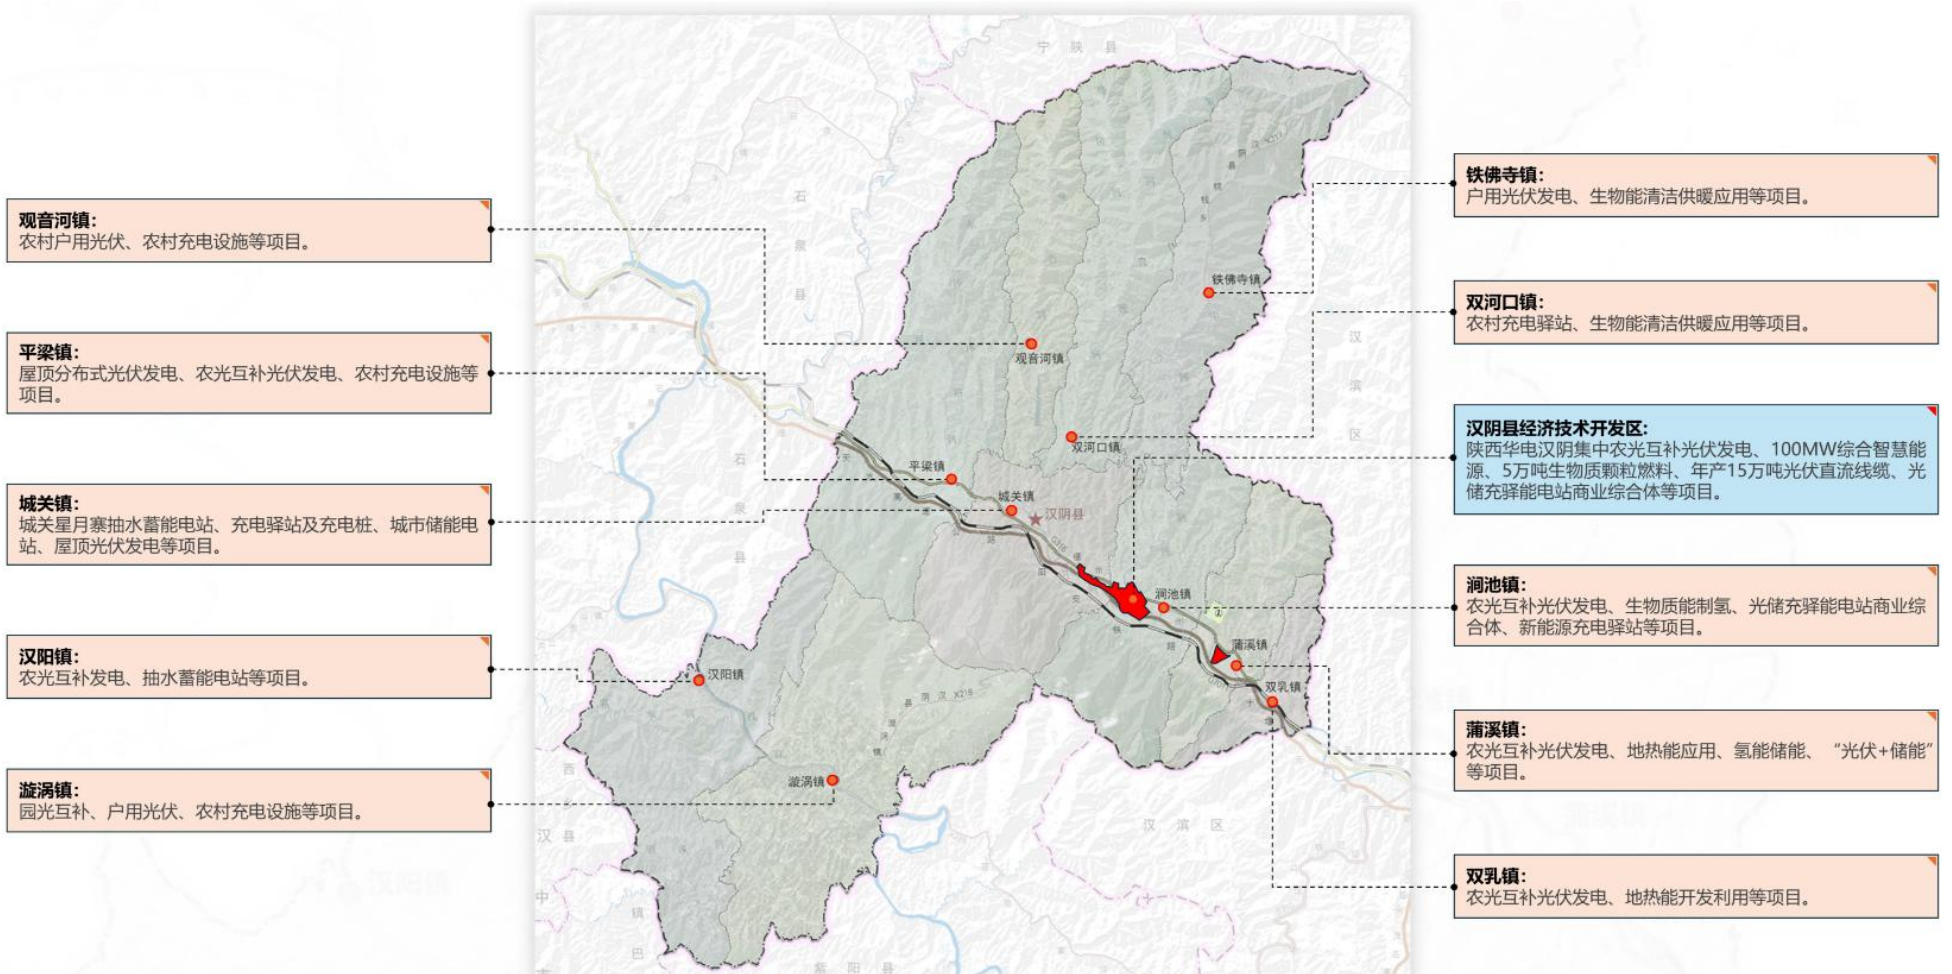 观音河镇：
农村户用光伏、农村充电设施等项目。
平梁镇：
屋顶分布式光伏发电、农光互补光伏发电、农村充电设施等
项目。
城关镇：
城关星月寨抽水蓄能电站、充电驿站及充电桩、城市储能电
站、屋顶光伏发电等项目。
汉阳镇：
农光互补发电、抽水蓄能电站等项目。
漩涡镇：
园光互补、户用光伏、农村充电设施等项目。
宁陕县
石泉县
石泉县
铁佛寺镇
观音河镇
双河口镇
平梁镇
城关镇
汉阴县
涧池镇
蒲溪镇
双乳镇
汉阳镇
漩涡镇
汉滨区
汉滨区
紫阳县
铁佛寺镇：
户用光伏发电、生物能清洁供暖应用等项目。
双河口镇：
农村充电驿站、生物能清洁供暖应用等项目。
汉阴县经济技术开发区：
陕西华电汉阴集中农光互补光伏发电、100MW综合智慧能
源、5万吨生物质颗粒燃料、年产15万吨光伏直流线缆、光
储充驿能电站商业综合体等项目。
涧池镇：
农光互补光伏发电、生物质能制氢、光储充驿能电站商业综
合体、新能源充电驿站等项目。
蒲溪镇：
农光互补光伏发电、地热能应用、氢能储能、“光伏+储能”
等项目。
双乳镇：
农光互补光伏发电、地热能开发利用等项目。